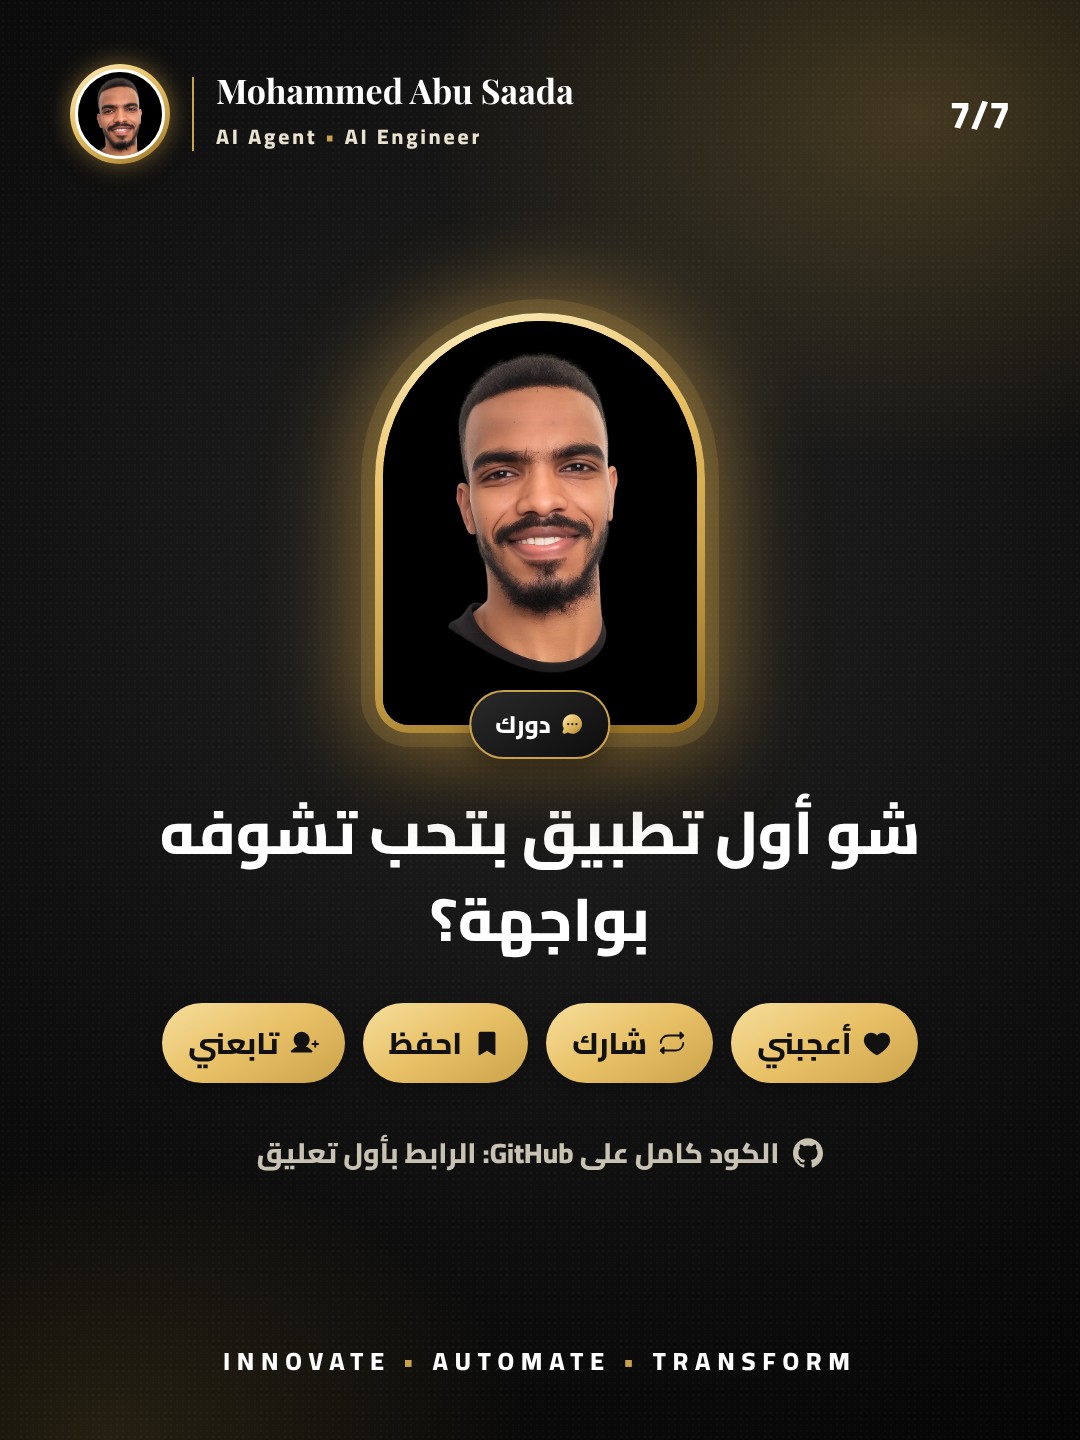 Mohammed Abu Saada
AI Agent ▪ AI Engineer
7/7
دورك
شو أول تطبيق بتحب تشوفه
بواجهة؟
أعجبني
شارك
احفظ
تابعني
الكود كامل على GitHub: الرابط بأول تعليق
INNOVATE ▪ AUTOMATE ▪ TRANSFORM